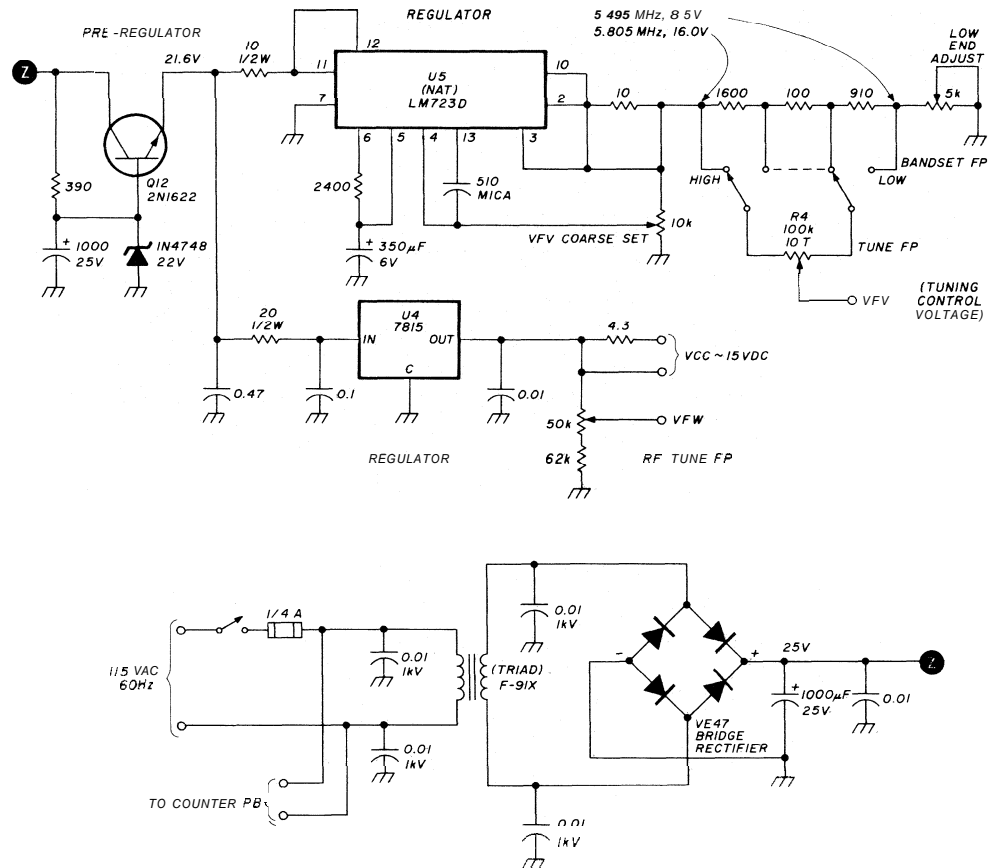 REGULATOR
5 495 MHz, 8 5V
5.805 MHz, 16.0V
PRE-REGULATOR
LOW
END
ADJUST
10
1/2W
21.6V
Z
12
11
7
U5
(NAT)
LM723D
10
2
6
5
4
13
3
10
1600
100
910
5k
390
Q12
2N1622
2400
510
MICA
HIGH
LOW
BANDSET FP
+
1000
25V
1N4748
22V
+
350µF
6V
VFV COARSE SET
10k
R4
100k
10T
TUNE FP
VFV
(TUNING
CONTROL
VOLTAGE)
20
1/2W
U4
7815
IN
OUT
C
4.3
VCC ~ 15VDC
0.47
0.1
0.01
50k
VFW
62k
REGULATOR
RF TUNE FP
1/4 A
0.01
1kV
115 VAC
60Hz
0.01
1kV
(TRIAD)
F-91X
-
+
25V
Z
+
1000µF
25V
0.01
VE47
BRIDGE
RECTIFIER
0.01
1kV
TO COUNTER PB
0.01
1kV